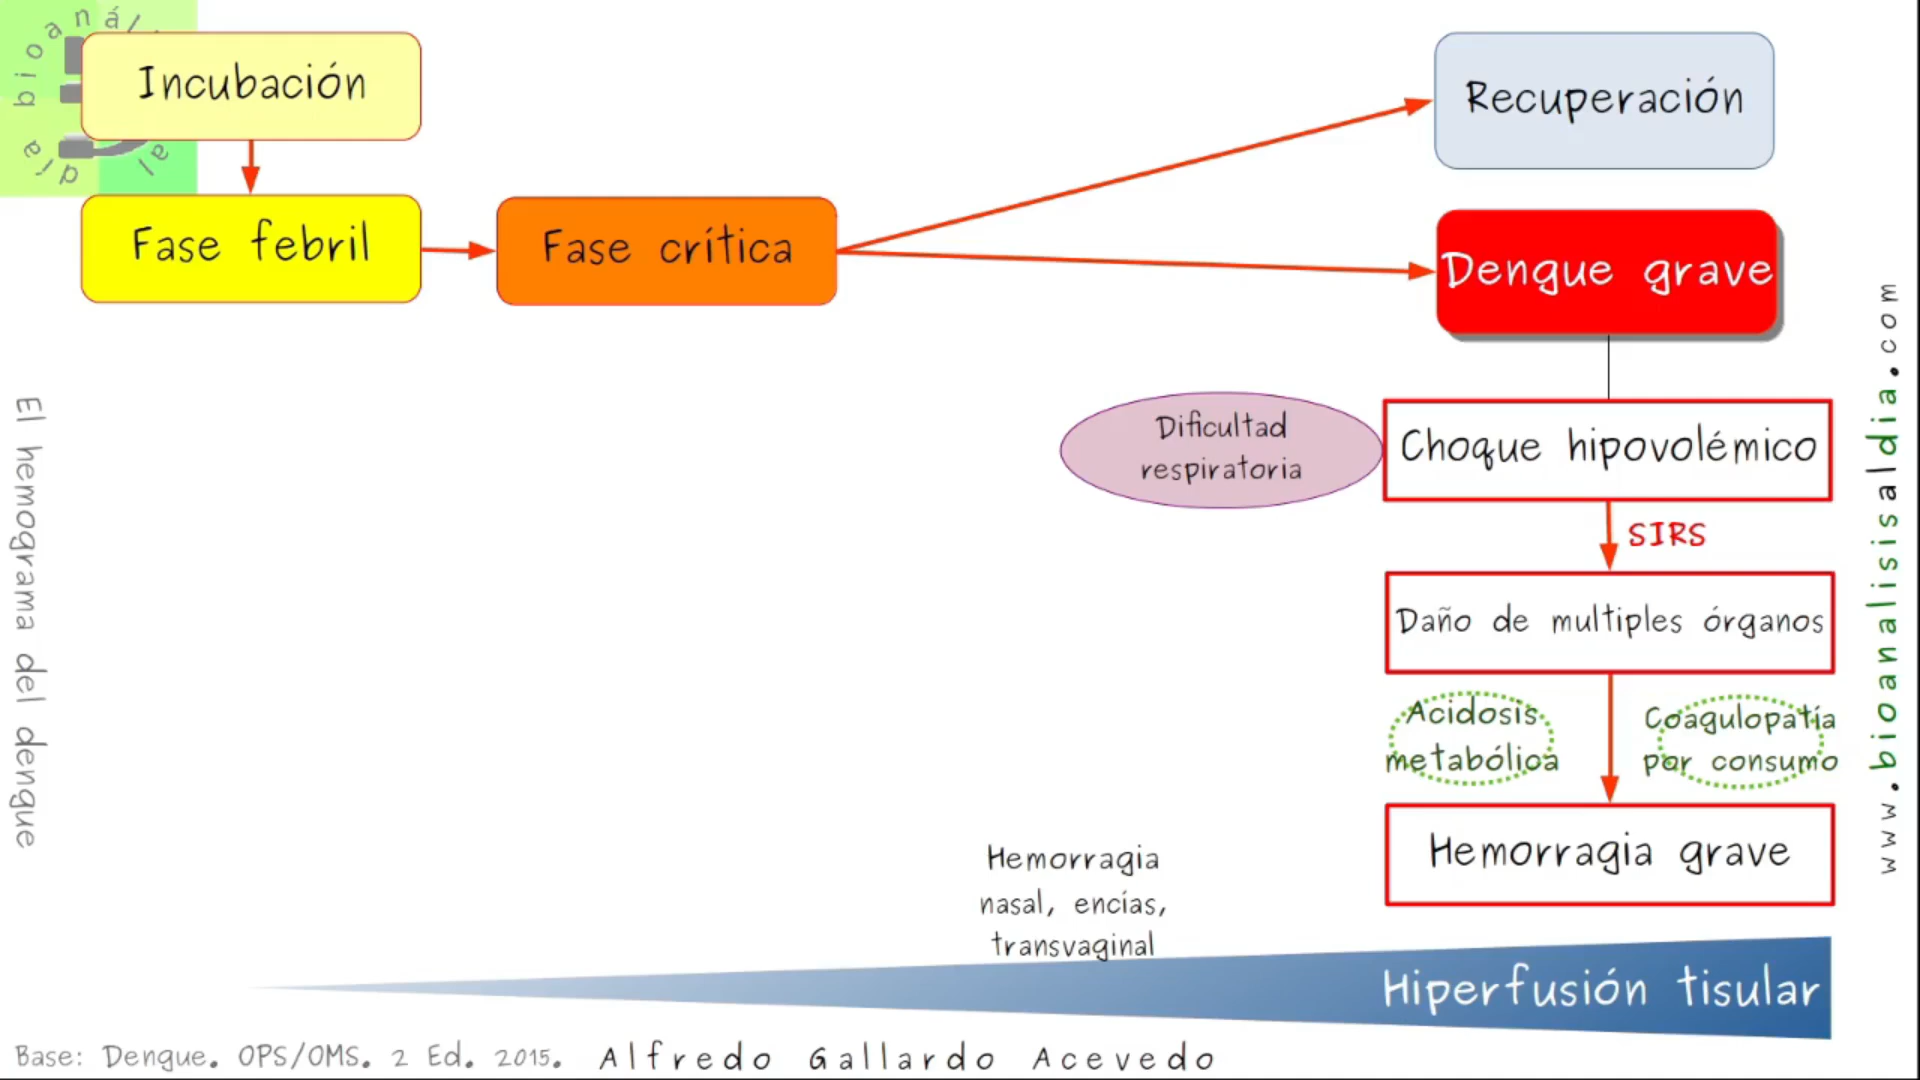 Incubación
Recuperación
Fase febril
Fase crítica
Dengue grave
Dificultad
respiratoria
Choque hipovolémico
SIRS
Daño de multiples órganos
Acidosis
metabólica
Coagulopatía
por consumo
Hemorragia grave
Hemorragia
nasal, encías,
transvaginal
Hiperfusión tisular
El hemograma del dengue
www.bioanalisisaldia.com
Base: Dengue. OPS/OMS. 2 Ed. 2015.
Alfredo Gallardo Acevedo